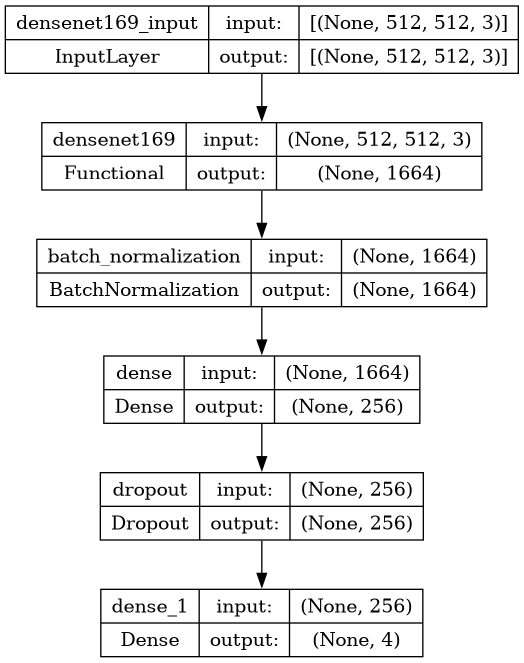 densenet169_input input: [(None, 512, 512, 3)]
InputLayer output: [(None, 512, 512, 3)]
densenet169 input: (None, 512, 512, 3)
Functional output: (None, 1664)
batch_normalization input: (None, 1664)
BatchNormalization output: (None, 1664)
dense input: (None, 1664)
Dense output: (None, 256)
dropout input: (None, 256)
Dropout output: (None, 256)
dense_1 input: (None, 256)
Dense output: (None, 4)